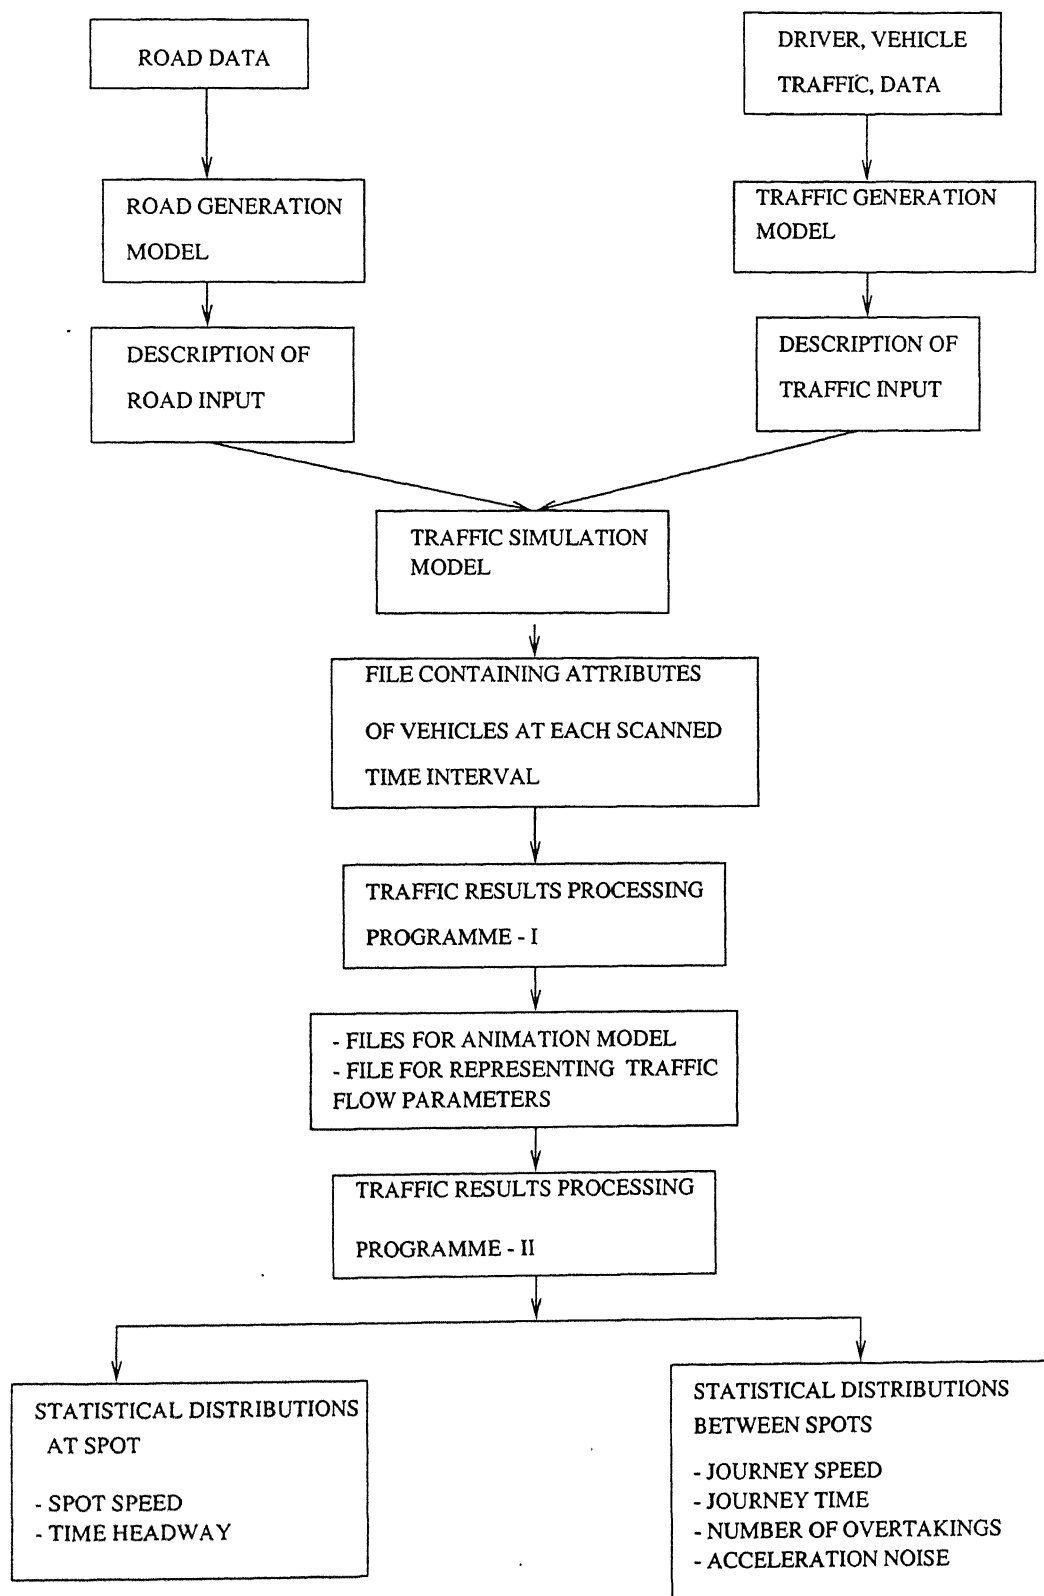 ROAD DATA
DRIVER, VEHICLE
TRAFFIC, DATA
ROAD GENERATION
MODEL
TRAFFIC GENERATION
MODEL
DESCRIPTION OF
ROAD INPUT
DESCRIPTION OF
TRAFFIC INPUT
TRAFFIC SIMULATION
MODEL
FILE CONTAINING ATTRIBUTES
OF VEHICLES AT EACH SCANNED
TIME INTERVAL
TRAFFIC RESULTS PROCESSING
PROGRAMME - I
- FILES FOR ANIMATION MODEL
- FILE FOR REPRESENTING TRAFFIC
FLOW PARAMETERS
TRAFFIC RESULTS PROCESSING
PROGRAMME - II
STATISTICAL DISTRIBUTIONS
AT SPOT
- SPOT SPEED
- TIME HEADWAY
STATISTICAL DISTRIBUTIONS
BETWEEN SPOTS
- JOURNEY SPEED
- JOURNEY TIME
- NUMBER OF OVERTAKINGS
- ACCELERATION NOISE